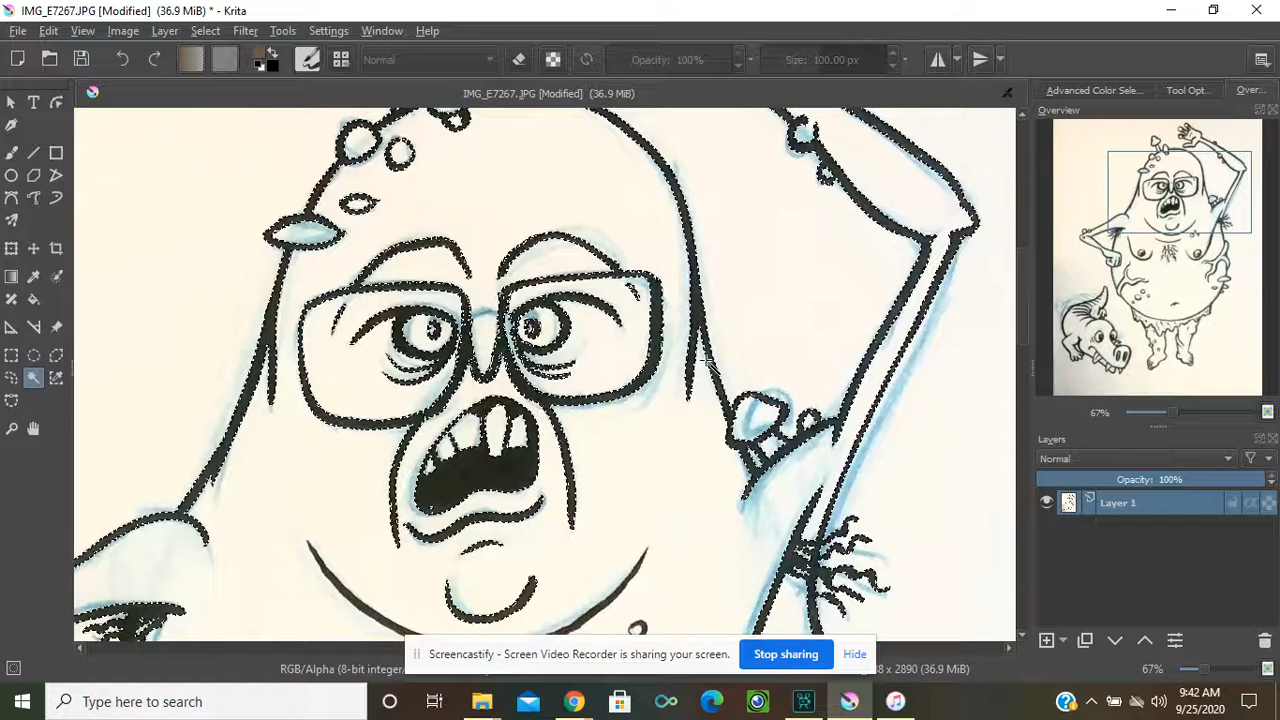 IMG_E7267.JPG [Modified] (36.9 MiB) * - Krita
File Edit View Image Layer Select Filter Tools Settings Window Help
Normal Opacity: 100% Size: 100.00 px
IMG_E7267.JPG [Modified] (36.9 MiB)
Advanced Color Sele... Tool Opt... Over...
Overview
67%
Layers
Normal
Opacity: 100%
Layer 1
Screencastify - Screen Video Recorder is sharing your screen. Stop sharing Hide
RGB/Alpha (8-bit integer/ 8 x 2890 (36.9 MiB) 67%
Type here to search
9:42 AM
9/25/2020